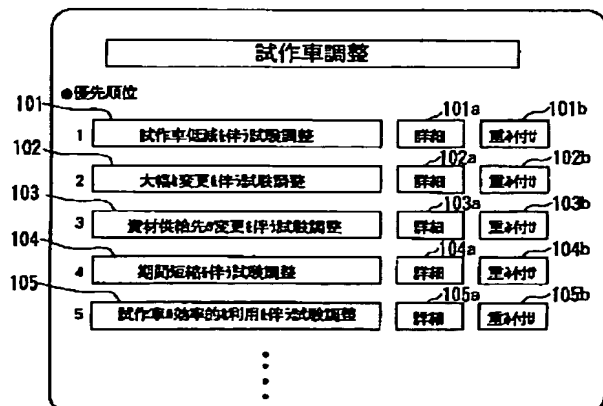 試作車調整
●優先順位
101 101a 101b
1 試作車低減を伴う試験調整 詳細 重み付け
102 102a 102b
2 大幅な変更を伴う試験調整 詳細 重み付け
103 103a 103b
3 資材供給先の変更を伴う試験調整 詳細 重み付け
104 104a 104b
4 期間短縮を伴う試験調整 詳細 重み付け
105 105a 105b
5 試作車の効率的な利用を伴う試験調整 詳細 重み付け